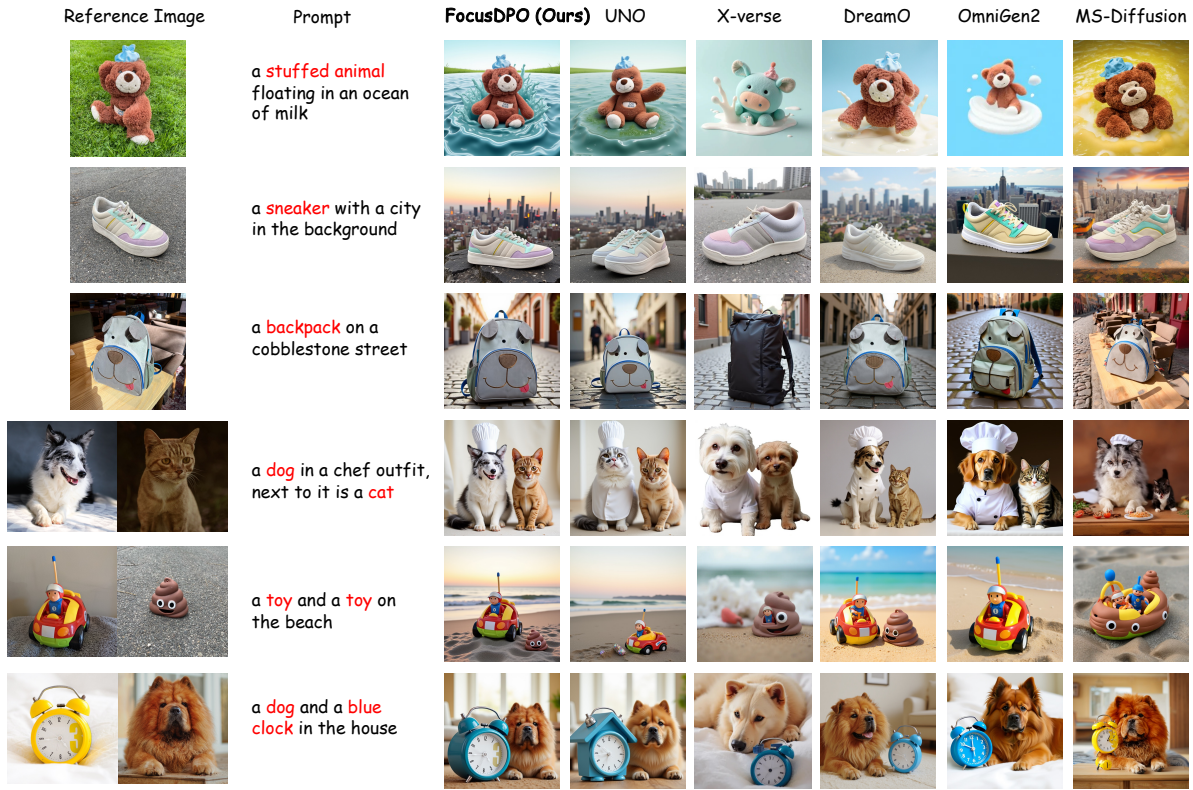 Reference Image Prompt FocusDPO (Ours) UNO X-verse DreamO OmniGen2 MS-Diffusion
a stuffed animal
floating in an ocean
of milk
a sneaker with a city
in the background
a backpack on a
cobblestone street
a dog in a chef outfit,
next to it is a cat
a toy and a toy on
the beach
a dog and a blue
clock in the house